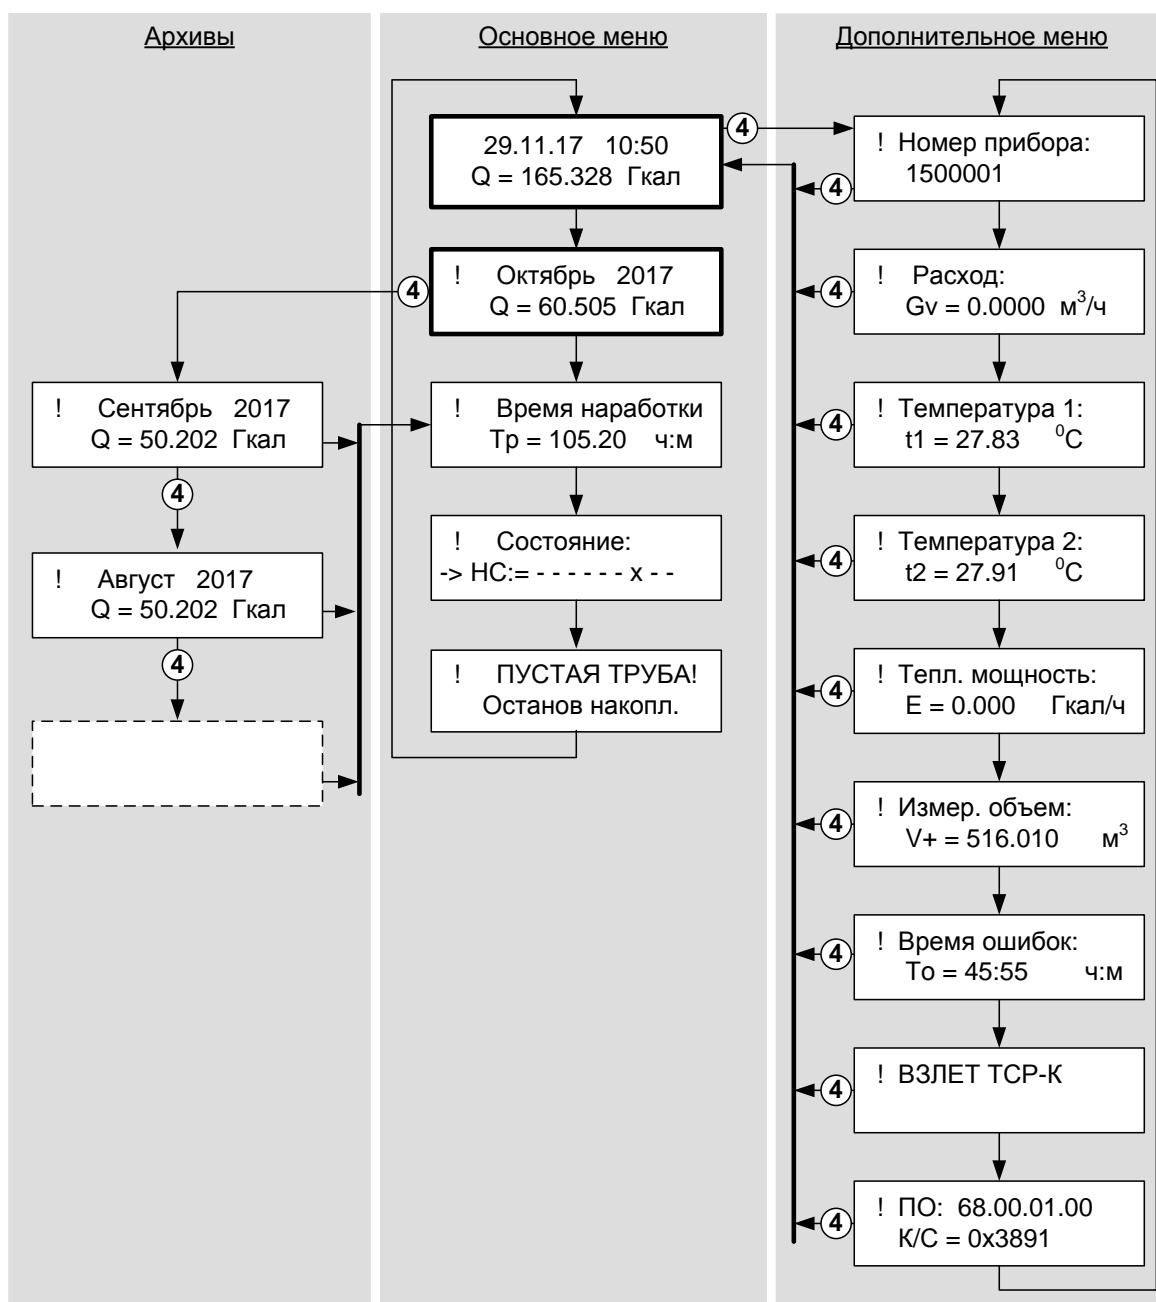 Архивы
Сентябрь 2017
! Q = 50.202 Гкал
4
! Август 2017
Q = 50.202 Гкал
4
Основное меню
29.11.17 10:50
Q = 165.328 Гкал
4
! Октябрь 2017
Q = 60.505 Гкал
4
! Время наработки
Тр = 105.20 ч:м
! Состояние:
-> НС:= - - - - - - x - -
! ПУСТАЯ ТРУБА!
Останов накопл.
Дополнительное меню
! Номер прибора:
1500001
4
! Расход:
Gv = 0.0000 м³/ч
4
! Температура 1:
t1 = 27.83 ⁰С
4
! Температура 2:
t2 = 27.91 ⁰С
4
! Тепл. мощность:
E = 0.000 Гкал/ч
4
! Измер. объем:
V+ = 516.010 м³
4
! Время ошибок:
То = 45:55 ч:м
4
! ВЗЛЕТ ТСР-К
4
! ПО: 68.00.01.00
К/С = 0x3891
4